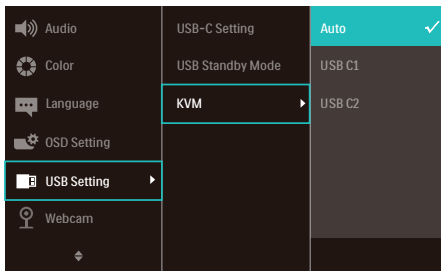 Audio
Color
Language
OSD Setting
USB Setting
Webcam
USB-C Setting
USB Standby Mode
KVM
Auto
USB C1
USB C2